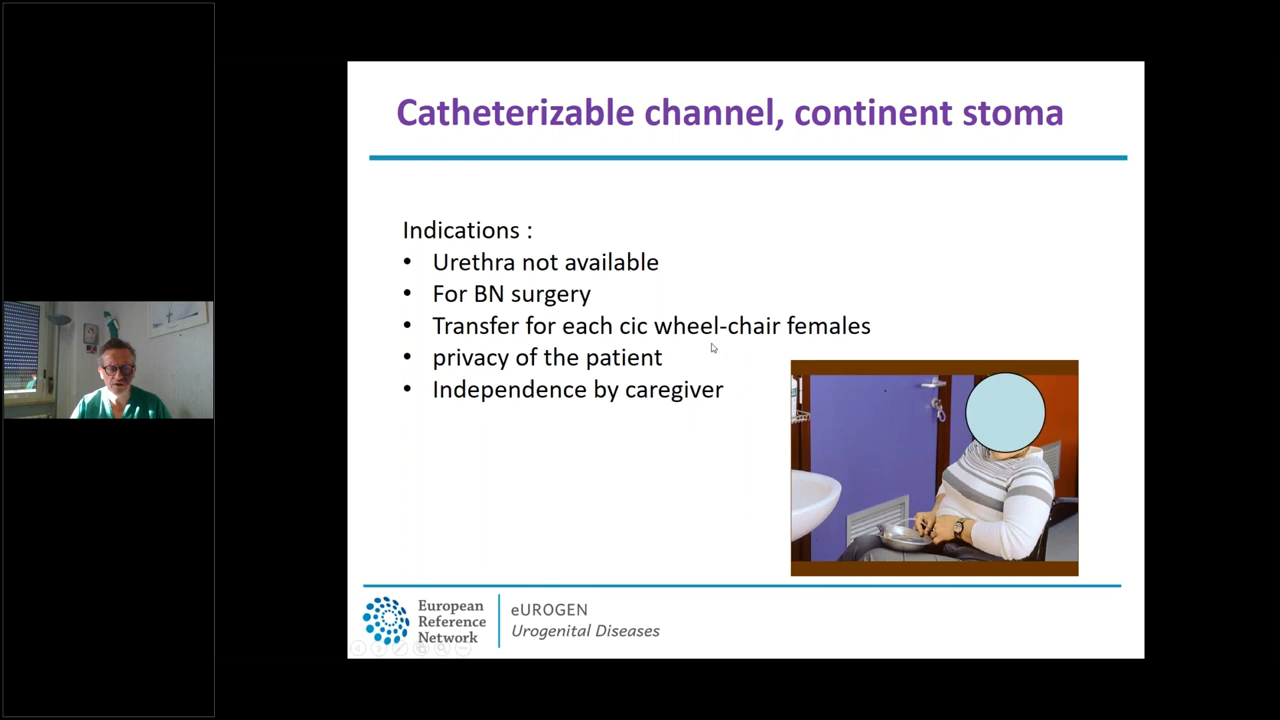 Catheterizable channel, continent stoma
Indications :
• Urethra not available
• For BN surgery
• Transfer for each cic wheel-chair females
• privacy of the patient
• Independence by caregiver
European
Reference
Network
eUROGEN
Urogenital Diseases